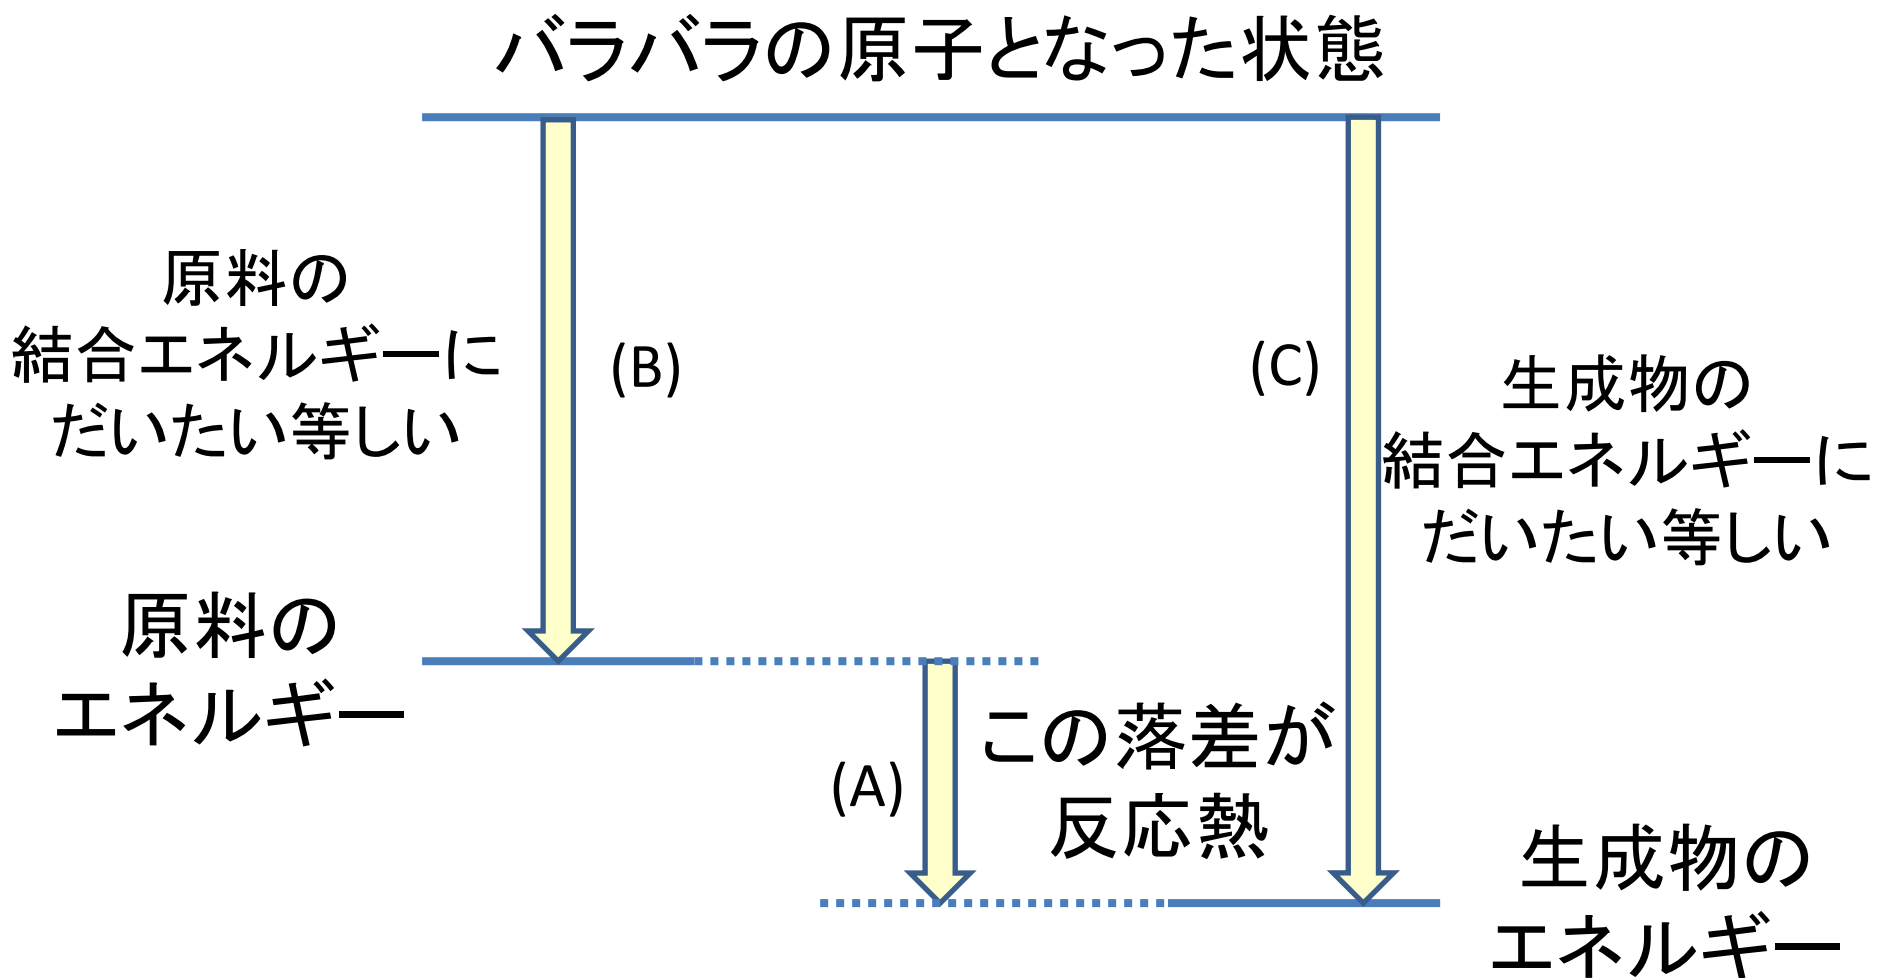 バラバラの原子となった状態
原料の
結合エネルギーに
だいたい等しい
(B)
(C)
生成物の
結合エネルギーに
だいたい等しい
原料の
エネルギー
(A)
この落差が
反応熱
生成物の
エネルギー